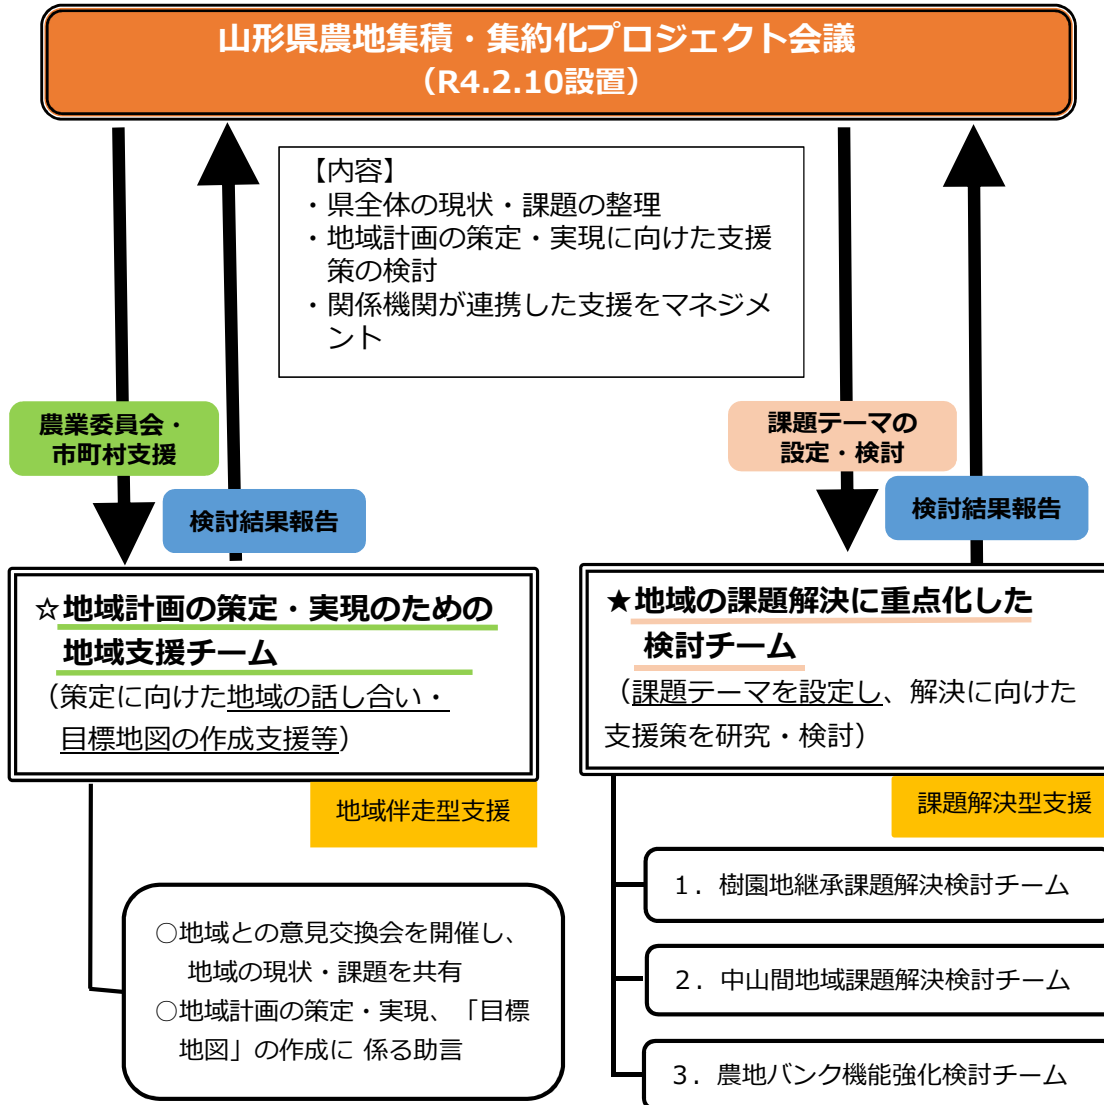 山形県農地集積・集約化プロジェクト会議
（R4.2.10設置）
【内容】
・県全体の現状・課題の整理
・地域計画の策定・実現に向けた支援
策の検討
・関係機関が連携した支援をマネジメ
ント
農業委員会・
市町村支援
検討結果報告
課題テーマの
設定・検討
検討結果報告
☆地域計画の策定・実現のための
地域支援チーム
（策定に向けた地域の話し合い・
目標地図の作成支援等）
地域伴走型支援
○地域との意見交換会を開催し、
地域の現状・課題を共有
○地域計画の策定・実現、「目標
地図」の作成に 係る助言
★地域の課題解決に重点化した
検討チーム
（課題テーマを設定し、解決に向けた
支援策を研究・検討）
課題解決型支援
１．樹園地継承課題解決検討チーム
２．中山間地域課題解決検討チーム
３．農地バンク機能強化検討チーム